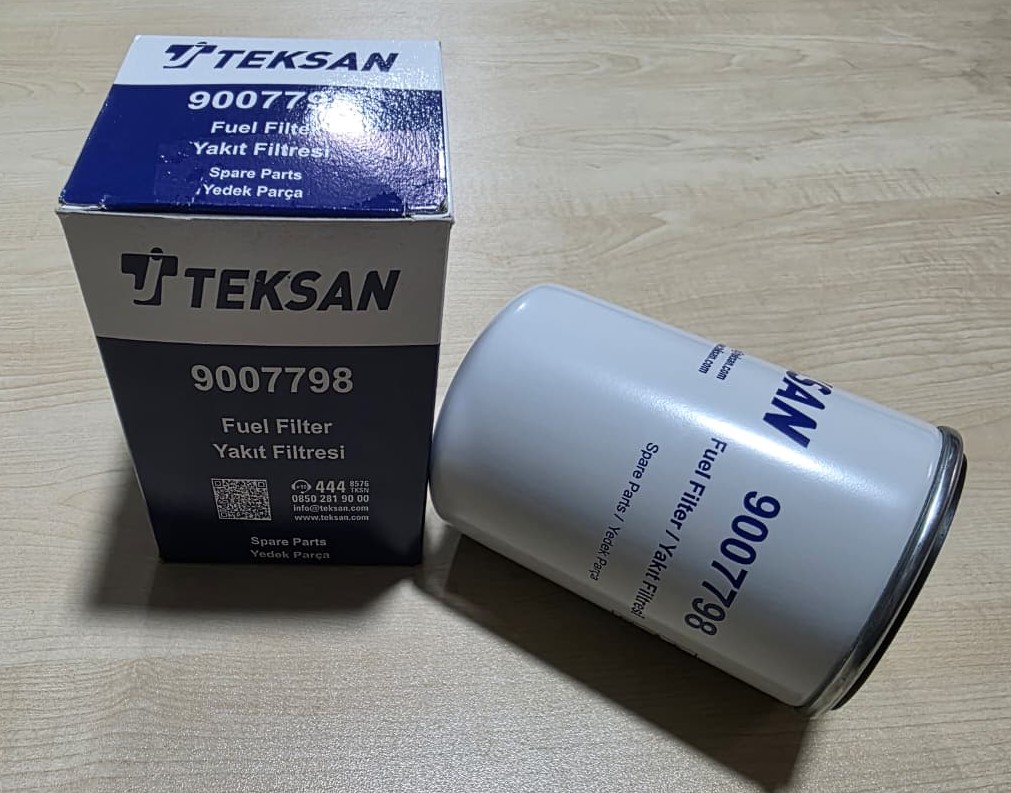 TEKSAN
9007798
Fuel Filter
Yakıt Filtresi
Spare Parts
Yedek Parça
TEKSAN
9007798
Fuel Filter
Yakıt Filtresi
444 8576 TKSN
0850 281 90 00
info@teksan.com
www.teksan.com
Spare Parts
Yedek Parça
KSAN
9007798
Fuel Filter / Yakıt Filtresi
Spare Parts / Yedek Parça